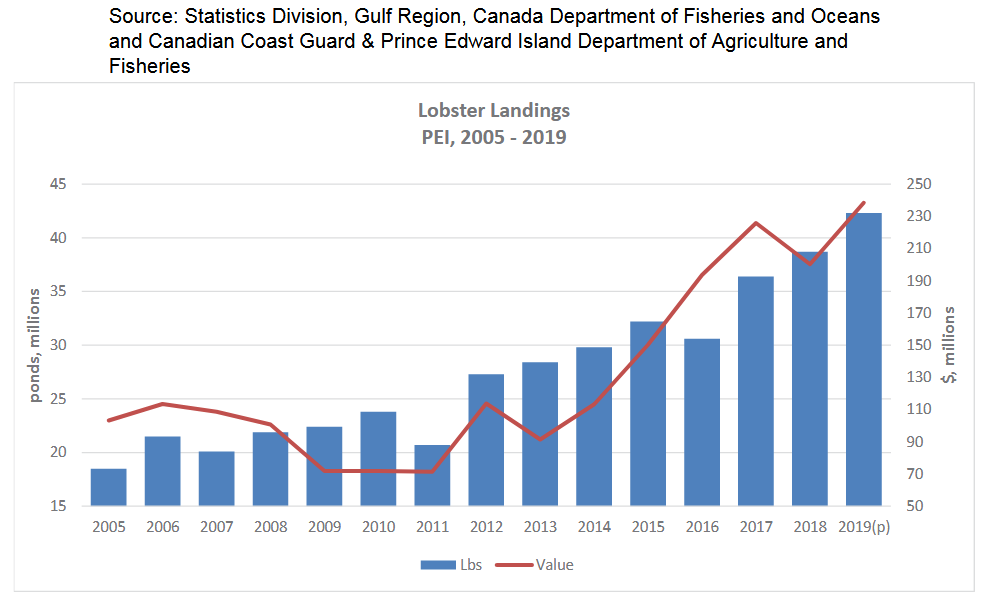 Source: Statistics Division, Gulf Region, Canada Department of Fisheries and Oceans
and Canadian Coast Guard & Prince Edward Island Department of Agriculture and
Fisheries
Lobster Landings
PEI, 2005 - 2019
45
40
35
30
25
20
15
ponds, millions
250
230
210
190
170
150
130
110
90
70
50
$, millions
2005 2006 2007 2008 2009 2010 2011 2012 2013 2014 2015 2016 2017 2018 2019(p)
Lbs Value